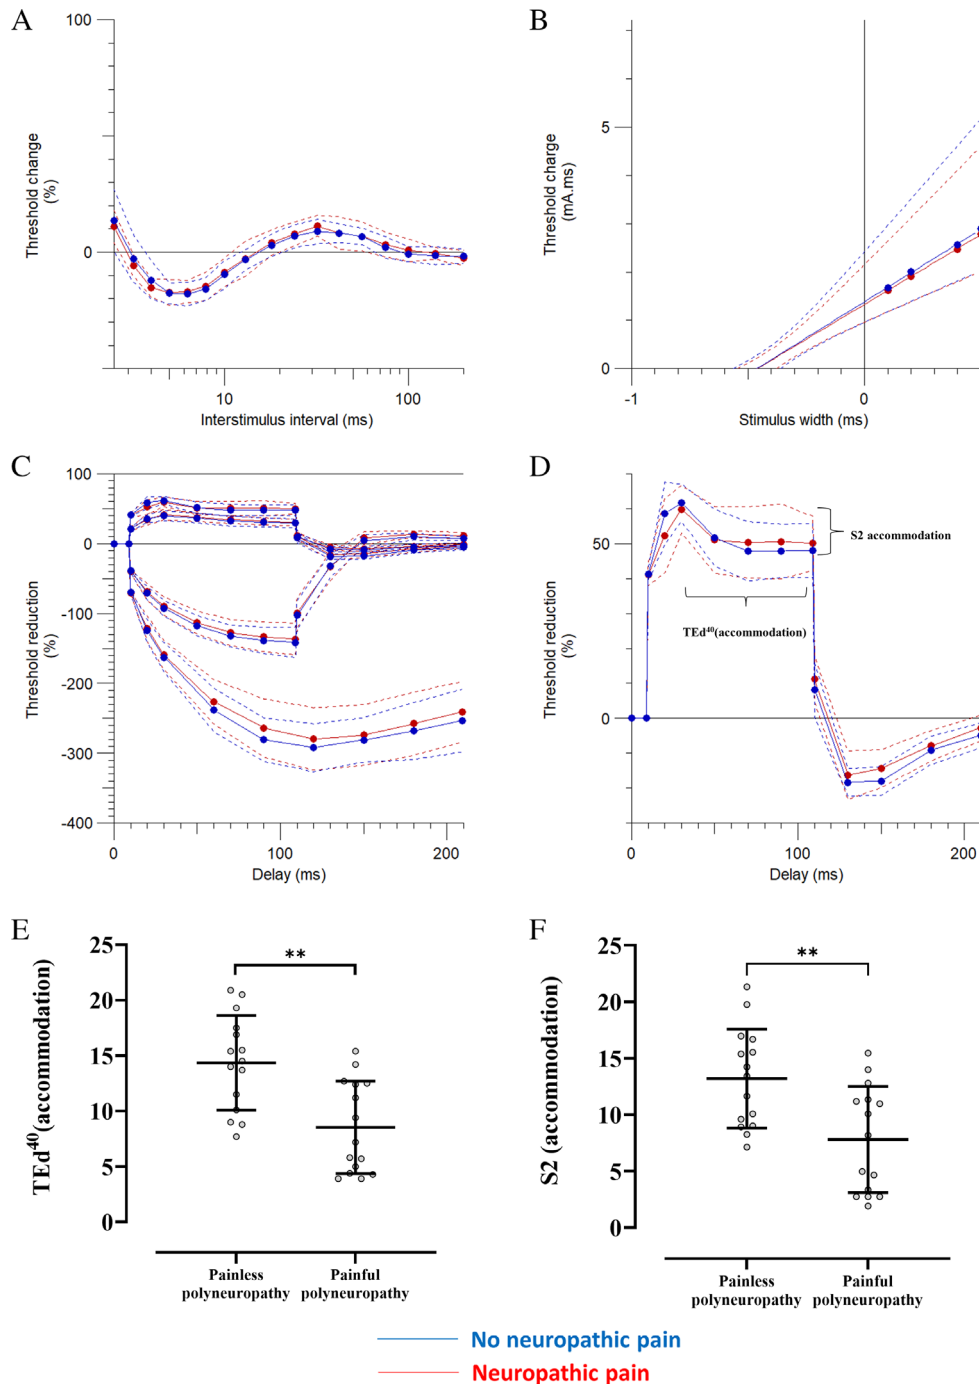 A
100
0
Threshold change
(%)
10
100
Interstimulus interval (ms)
B
5
0
Threshold charge
(mA.ms)
-1
0
Stimulus width (ms)
C
100
0
-100
-200
-300
-400
Threshold reduction
(%)
0
100
200
Delay (ms)
D
50
0
Threshold reduction
(%)
S2 accommodation
TEd⁴⁰(accommodation)
0
100
200
Delay (ms)
E
25
20
15
10
5
0
TEd⁴⁰(accommodation)
**
Painless
polyneuropathy
Painful
polyneuropathy
F
25
20
15
10
5
0
S2 (accommodation)
**
Painless
polyneuropathy
Painful
polyneuropathy
No neuropathic pain
Neuropathic pain